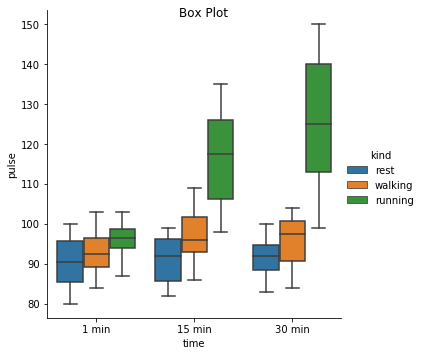 Box Plot
150
140
130
120
110
100
90
80
pulse
1 min
15 min
30 min
time
kind
rest
walking
running